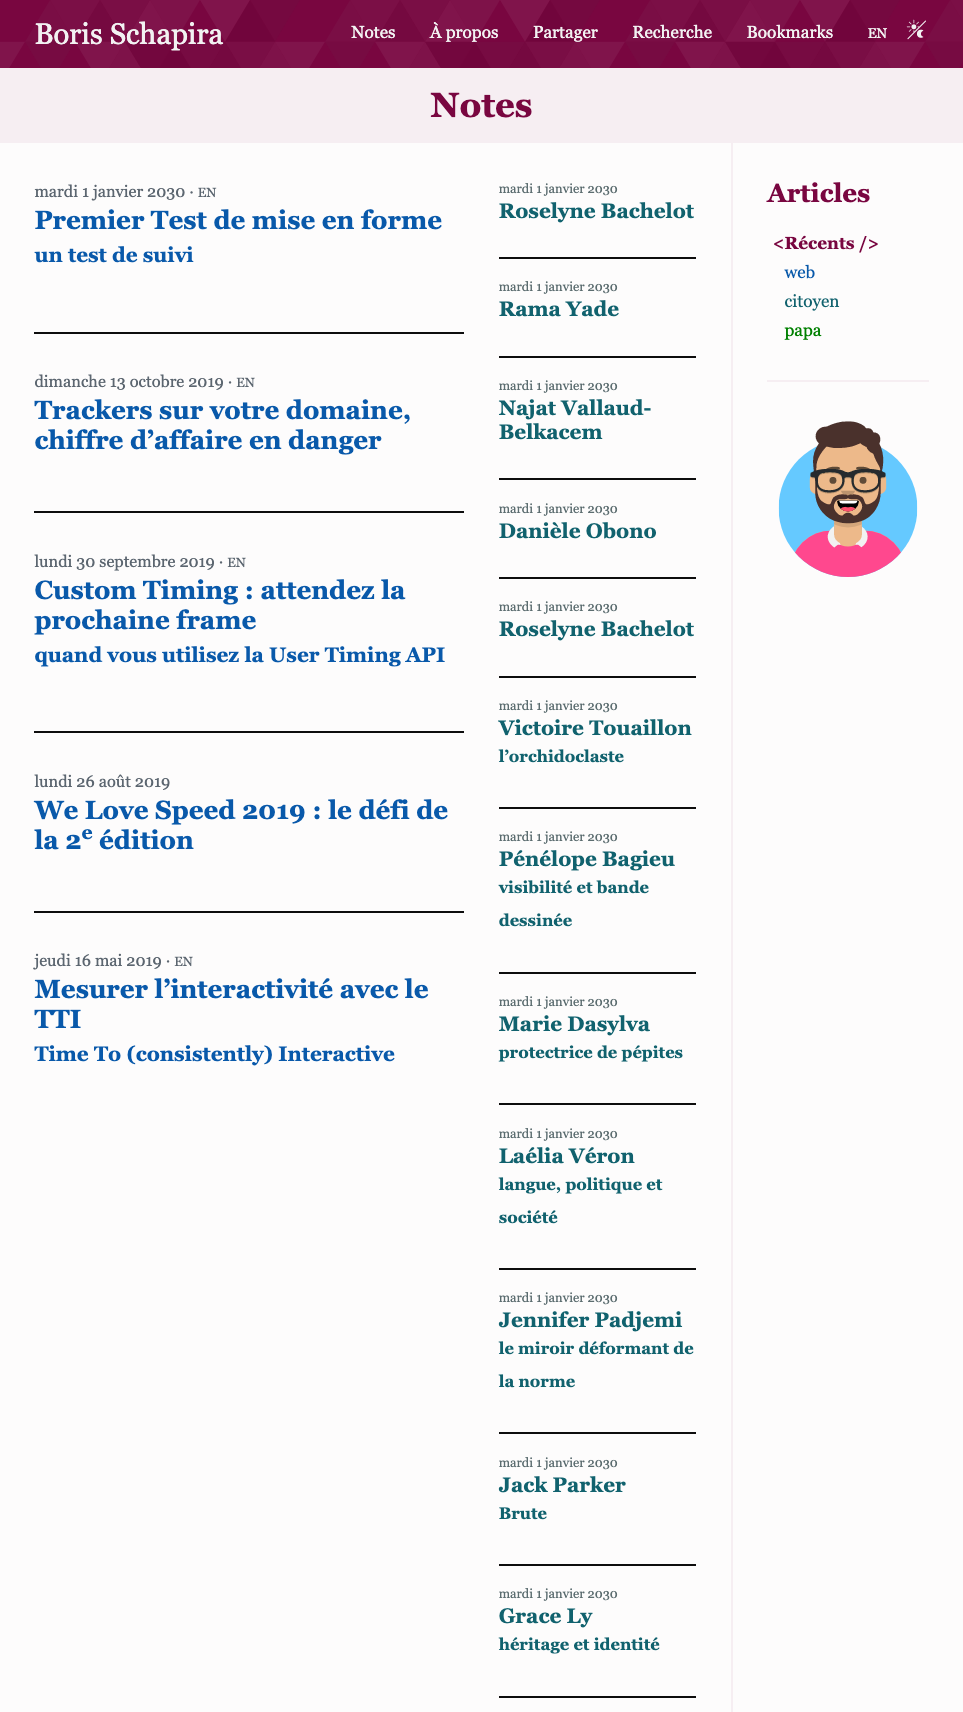 Boris Schapira
Notes
À propos
Partager
Recherche
Bookmarks
EN
Notes
mardi 1 janvier 2030 · EN
Premier Test de mise en forme
un test de suivi
dimanche 13 octobre 2019 · EN
Trackers sur votre domaine,
chiffre d’affaire en danger
lundi 30 septembre 2019 · EN
Custom Timing : attendez la
prochaine frame
quand vous utilisez la User Timing API
lundi 26 août 2019
We Love Speed 2019 : le défi de
la 2e édition
jeudi 16 mai 2019 · EN
Mesurer l’interactivité avec le
TTI
Time To (consistently) Interactive
mardi 1 janvier 2030
Roselyne Bachelot
mardi 1 janvier 2030
Rama Yade
mardi 1 janvier 2030
Najat Vallaud-
Belkacem
mardi 1 janvier 2030
Danièle Obono
mardi 1 janvier 2030
Roselyne Bachelot
mardi 1 janvier 2030
Victoire Touaillon
l’orchidoclaste
mardi 1 janvier 2030
Pénélope Bagieu
visibilité et bande
dessinée
mardi 1 janvier 2030
Marie Dasylva
protectrice de pépites
mardi 1 janvier 2030
Laélia Véron
langue, politique et
société
mardi 1 janvier 2030
Jennifer Padjemi
le miroir déformant de
la norme
mardi 1 janvier 2030
Jack Parker
Brute
mardi 1 janvier 2030
Grace Ly
héritage et identité
Articles
<Récents />
web
citoyen
papa